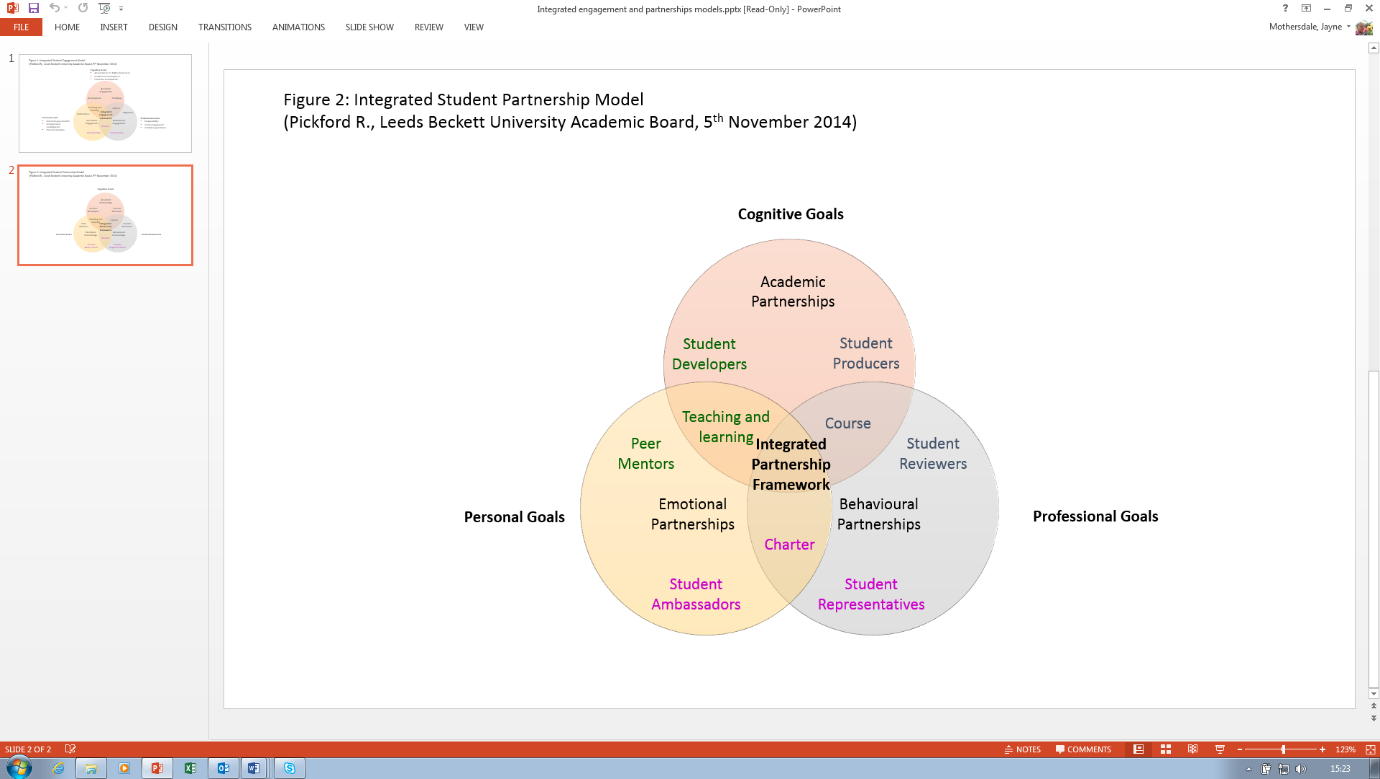 Integrated engagement and partnerships models.pptx [Read-Only] - PowerPoint
?
FILE HOME INSERT DESIGN TRANSITIONS ANIMATIONS SLIDE SHOW REVIEW VIEW
Mothersdale, Jayne
1
2
Figure 2: Integrated Student Partnership Model
(Pickford R., Leeds Beckett University Academic Board, 5th November 2014)
Cognitive Goals
Academic
Partnerships
Student
Developers
Student
Producers
Teaching and
learning
Course
Peer
Mentors
Integrated
Partnership
Framework
Student
Reviewers
Emotional
Partnerships
Behavioural
Partnerships
Personal Goals
Professional Goals
Charter
Student
Ambassadors
Student
Representatives
SLIDE 2 OF 2
NOTES
COMMENTS
123%
15:23